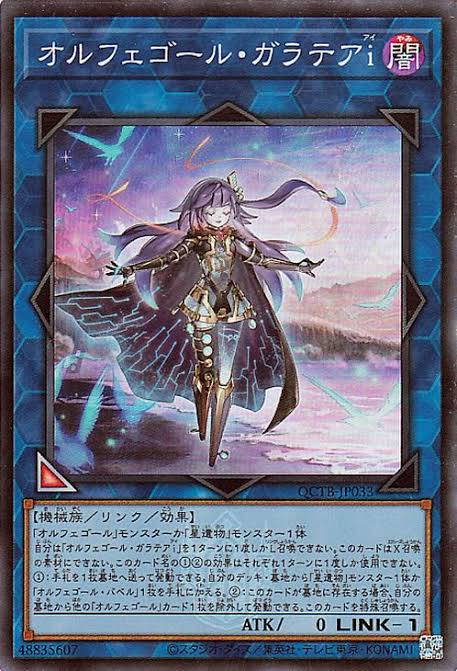 オルフェゴール・ガラテアi
アイ
闇
やみ
QCTB-JP033
【機械族／リンク／効果】
「オルフェゴール」モンスターか「星遺物」モンスター1体
自分は「オルフェゴール・ガラテアi」を1ターンに1度しかL召喚できない。このカードはX召喚
の素材にできない。このカード名の①②の効果はそれぞれ1ターンに1度しか使用できない。
①：手札を1枚墓地へ送って発動できる。自分のデッキ・墓地から「星遺物」モンスターか
「オルフェゴール・バベル」1枚を手札に加える。②：このカードが墓地に存在する場合、自分の
墓地から他の「オルフェゴール」カード1枚を除外して発動できる。このカードを特殊召喚する。
ATK/ 0 LINK-1
48835607 ©スタジオ・ダイス／集英社・テレビ東京・KONAMI